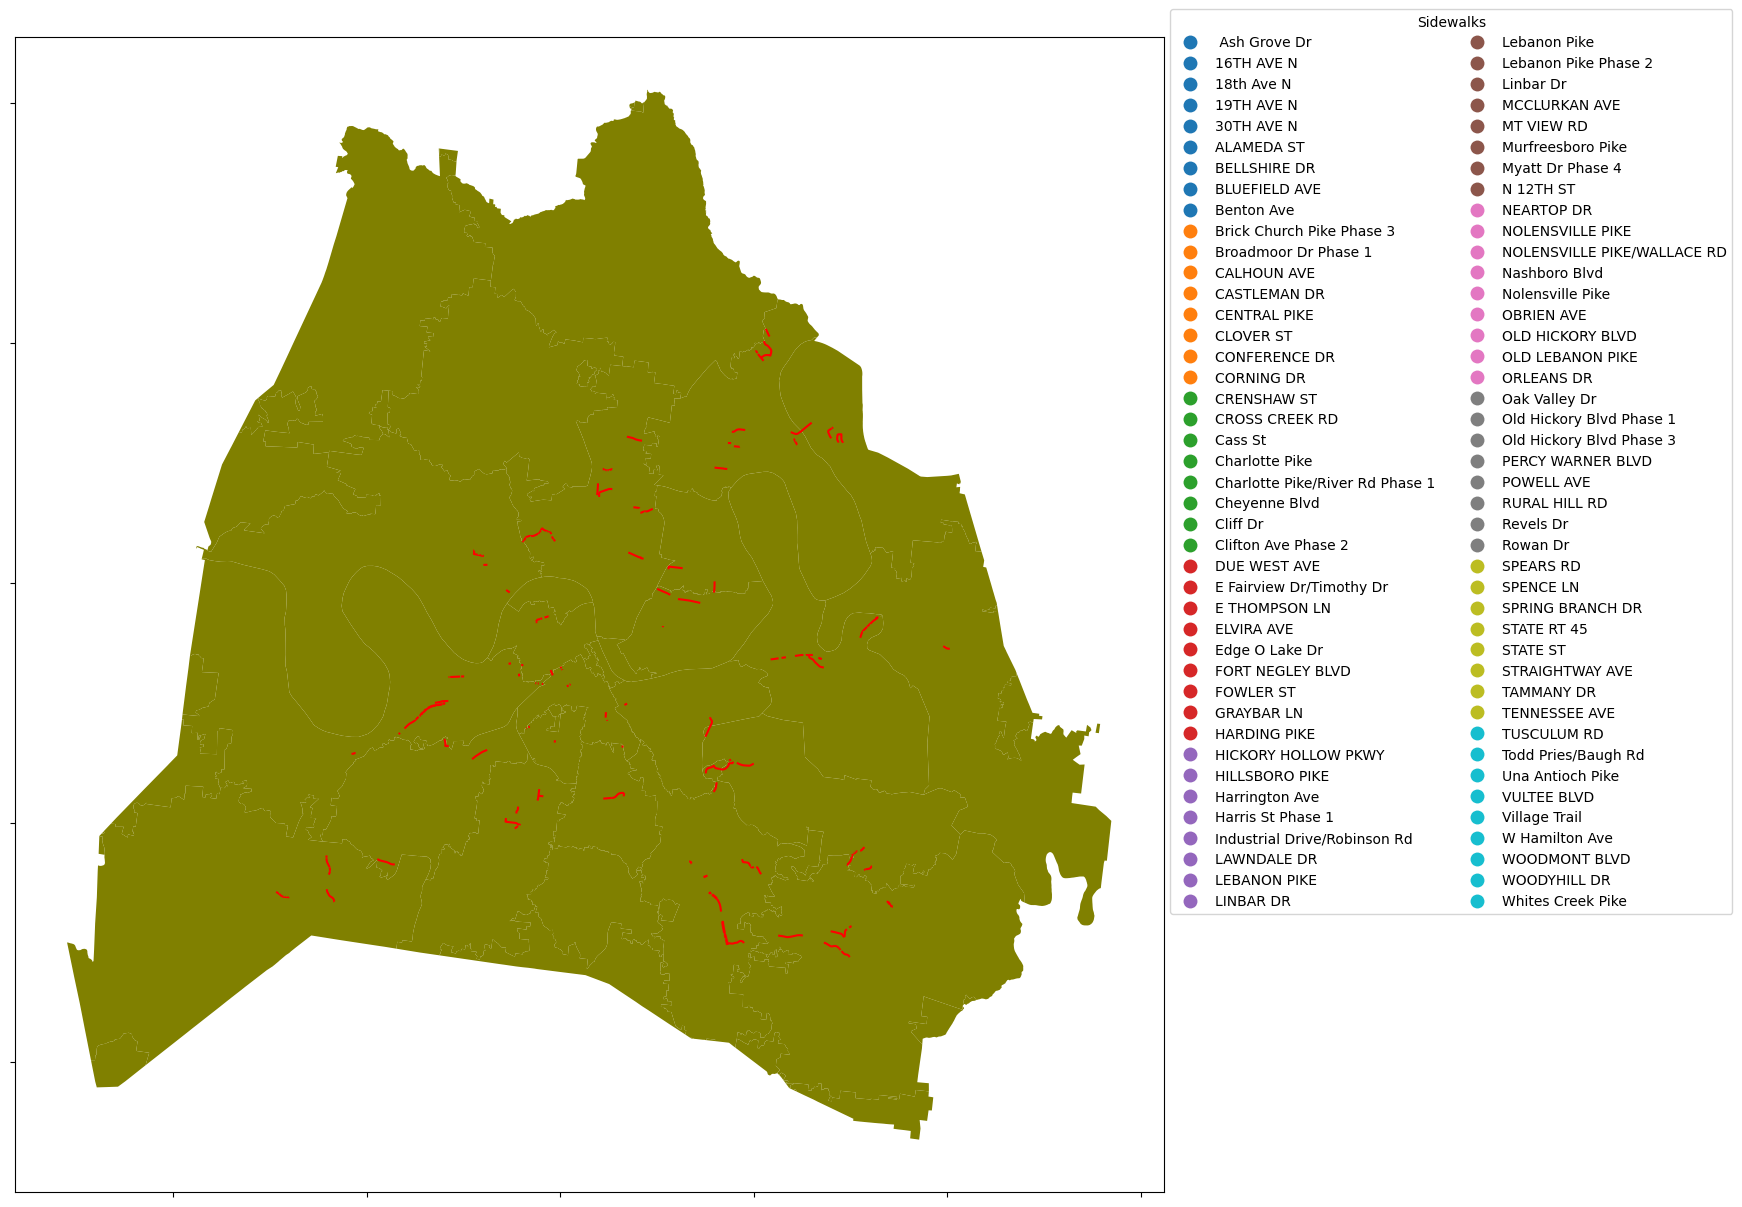 Sidewalks
Ash Grove Dr
16TH AVE N
18th Ave N
19TH AVE N
30TH AVE N
ALAMEDA ST
BELLSHIRE DR
BLUEFIELD AVE
Benton Ave
Brick Church Pike Phase 3
Broadmoor Dr Phase 1
CALHOUN AVE
CASTLEMAN DR
CENTRAL PIKE
CLOVER ST
CONFERENCE DR
CORNING DR
CRENSHAW ST
CROSS CREEK RD
Cass St
Charlotte Pike
Charlotte Pike/River Rd Phase 1
Cheyenne Blvd
Cliff Dr
Clifton Ave Phase 2
DUE WEST AVE
E Fairview Dr/Timothy Dr
E THOMPSON LN
ELVIRA AVE
Edge O Lake Dr
FORT NEGLEY BLVD
FOWLER ST
GRAYBAR LN
HARDING PIKE
HICKORY HOLLOW PKWY
HILLSBORO PIKE
Harrington Ave
Harris St Phase 1
Industrial Drive/Robinson Rd
LAWNDALE DR
LEBANON PIKE
LINBAR DR
Lebanon Pike
Lebanon Pike Phase 2
Linbar Dr
MCCLURKAN AVE
MT VIEW RD
Murfreesboro Pike
Myatt Dr Phase 4
N 12TH ST
NEARTOP DR
NOLENSVILLE PIKE
NOLENSVILLE PIKE/WALLACE RD
Nashboro Blvd
Nolensville Pike
OBRIEN AVE
OLD HICKORY BLVD
OLD LEBANON PIKE
ORLEANS DR
Oak Valley Dr
Old Hickory Blvd Phase 1
Old Hickory Blvd Phase 3
PERCY WARNER BLVD
POWELL AVE
RURAL HILL RD
Revels Dr
Rowan Dr
SPEARS RD
SPENCE LN
SPRING BRANCH DR
STATE RT 45
STATE ST
STRAIGHTWAY AVE
TAMMANY DR
TENNESSEE AVE
TUSCULUM RD
Todd Pries/Baugh Rd
Una Antioch Pike
VULTEE BLVD
Village Trail
W Hamilton Ave
WOODMONT BLVD
WOODYHILL DR
Whites Creek Pike